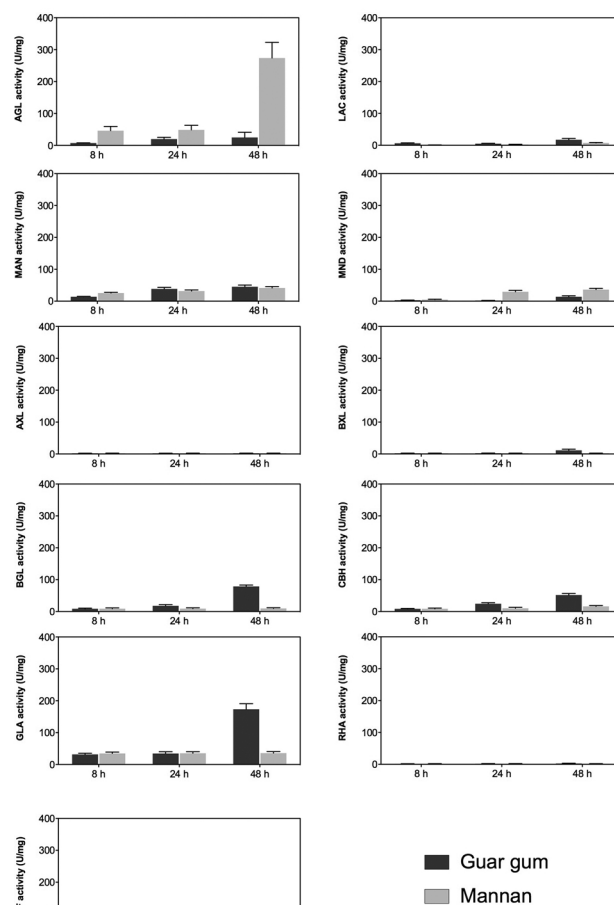 400
300
200
100
0
AGL activity (U/mg)
8 h 24 h 48 h
400
300
200
100
0
LAC activity (U/mg)
8 h 24 h 48 h
400
300
200
100
0
MAN activity (U/mg)
8 h 24 h 48 h
400
300
200
100
0
MND activity (U/mg)
8 h 24 h 48 h
400
300
200
100
0
AXL activity (U/mg)
8 h 24 h 48 h
400
300
200
100
0
BXL activity (U/mg)
8 h 24 h 48 h
400
300
200
100
0
BGL activity (U/mg)
8 h 24 h 48 h
400
300
200
100
0
CBH activity (U/mg)
8 h 24 h 48 h
400
300
200
100
0
GLA activity (U/mg)
8 h 24 h 48 h
400
300
200
100
0
RHA activity (U/mg)
8 h 24 h 48 h
400
300
200
activity (U/mg)
Guar gum
Mannan